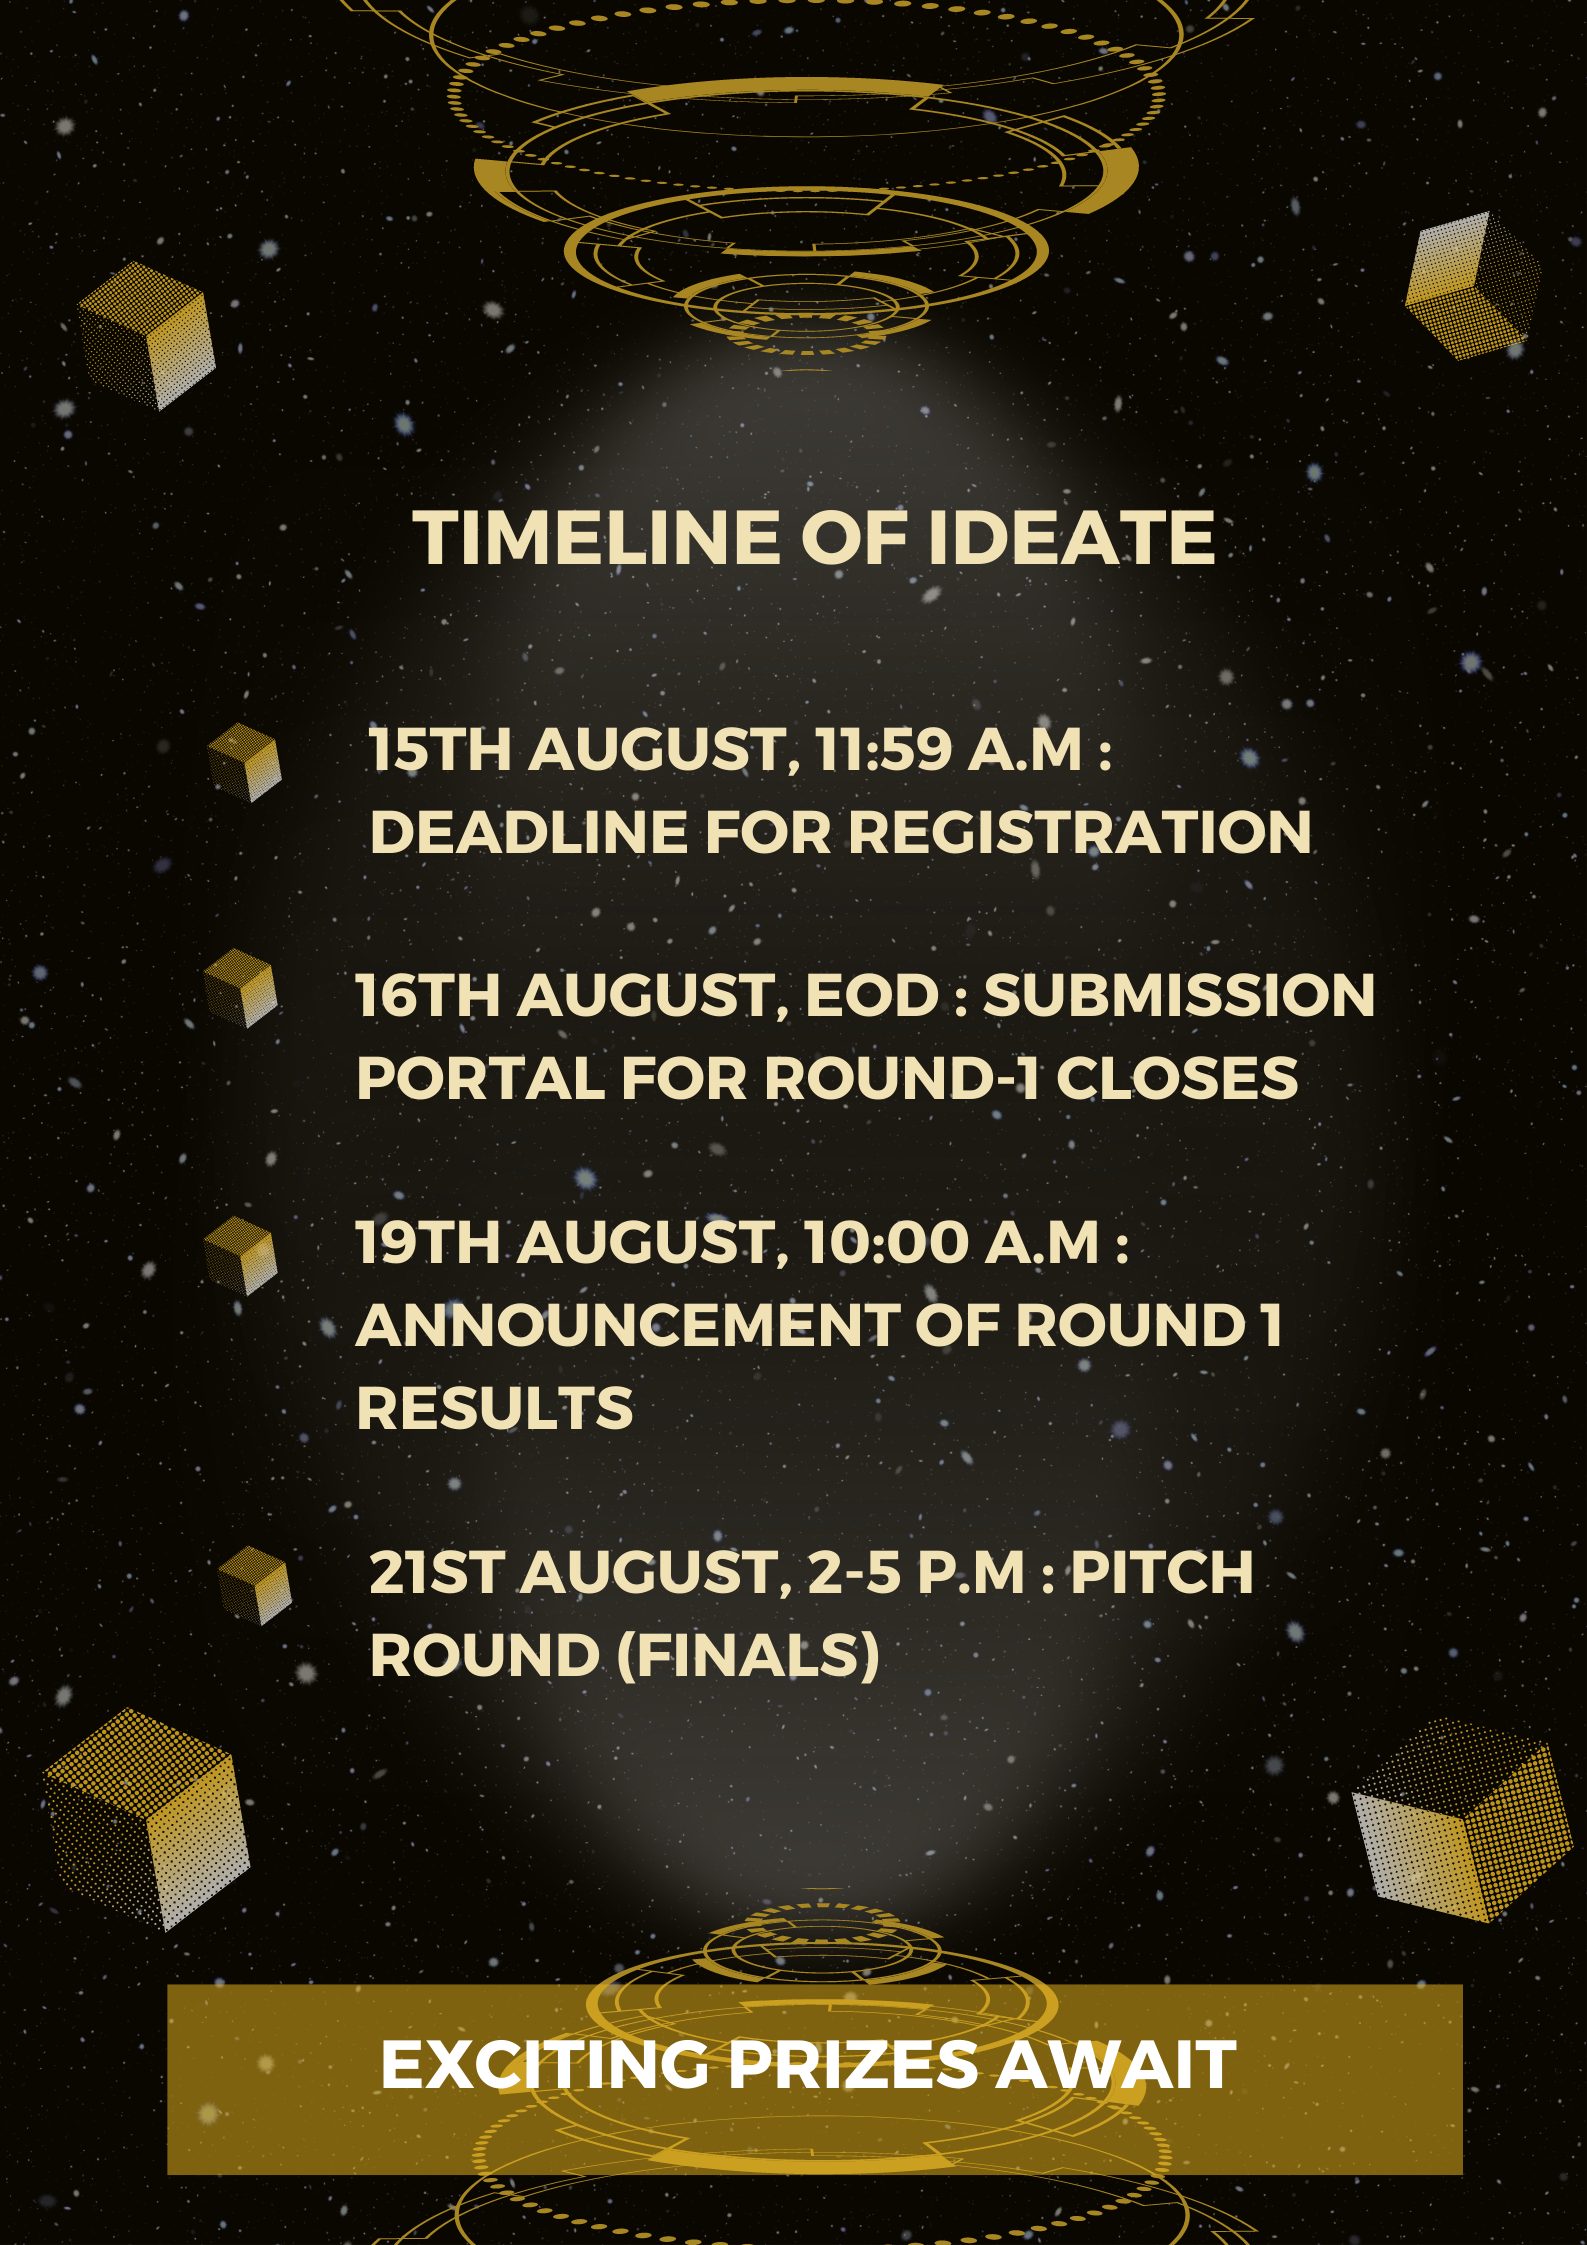 TIMELINE OF IDEATE
15TH AUGUST, 11:59 A.M :
DEADLINE FOR REGISTRATION
16TH AUGUST, EOD : SUBMISSION
PORTAL FOR ROUND-1 CLOSES
19TH AUGUST, 10:00 A.M :
ANNOUNCEMENT OF ROUND 1
RESULTS
21ST AUGUST, 2-5 P.M : PITCH
ROUND (FINALS)
EXCITING PRIZES AWAIT